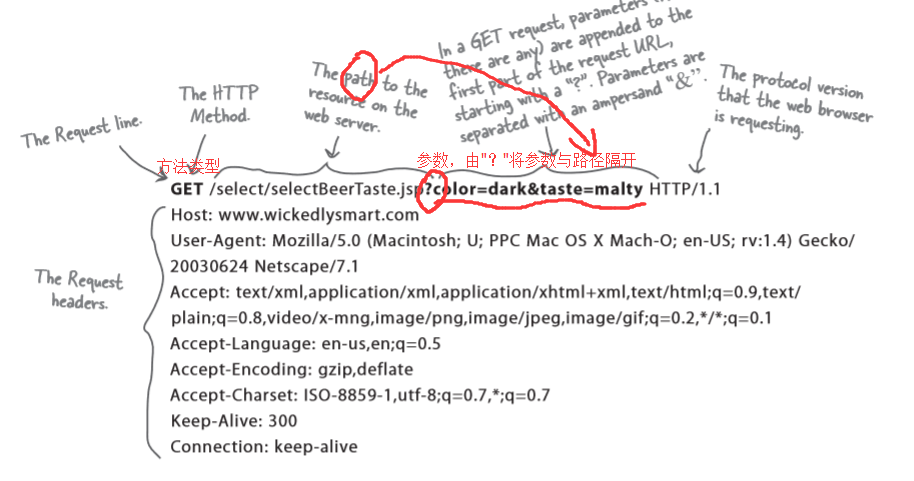 In a GET request, parameters
there are any) are appended to the
first part of the request URL,
starting with a "?". Parameters are
separated with an ampersand "&".
The path to the
resource on the
web server.
The protocol version
that the web browser
is requesting.
The HTTP
Method.
The Request line.
方法类型
参数，由"？"将参数与路径隔开
GET /select/selectBeerTaste.jsp?color=dark&taste=malty HTTP/1.1
Host: www.wickedlysmart.com
User-Agent: Mozilla/5.0 (Macintosh; U; PPC Mac OS X Mach-O; en-US; rv:1.4) Gecko/
20030624 Netscape/7.1
Accept: text/xml,application/xml,application/xhtml+xml,text/html;q=0.9,text/
plain;q=0.8,video/x-mng,image/png,image/jpeg,image/gif;q=0.2,*/*;q=0.1
Accept-Language: en-us,en;q=0.5
Accept-Encoding: gzip,deflate
Accept-Charset: ISO-8859-1,utf-8;q=0.7,*;q=0.7
Keep-Alive: 300
Connection: keep-alive
The Request
headers.